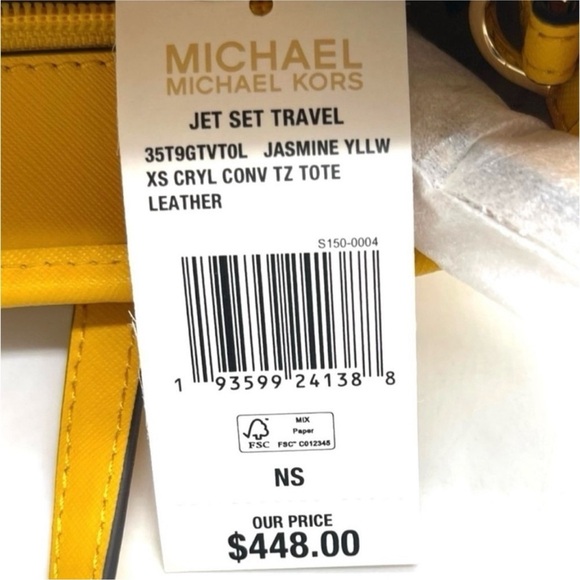 MICHAEL
MICHAEL KORS
JET SET TRAVEL
35T9GTVT0L JASMINE YLLW
XS CRYL CONV TZ TOTE
LEATHER
S150-0004
1 93599 24138 8
FSC
MIX
Paper
FSC™ C012345
NS
OUR PRICE
$448.00